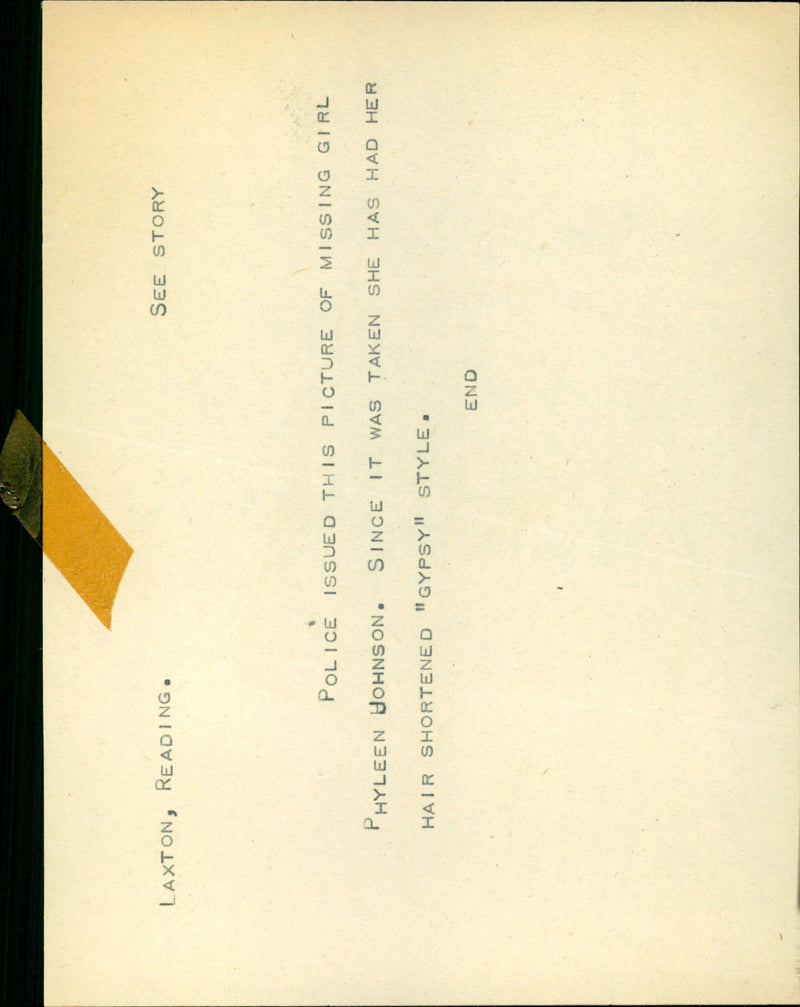 LAXTON, READING. SEE STORY
POLICE ISSUED THIS PICTURE OF MISSING GIRL
PHYLEEN JOHNSON. SINCE IT WAS TAKEN SHE HAS HAD HER
HAIR SHORTENED "GYPSY" STYLE.
END